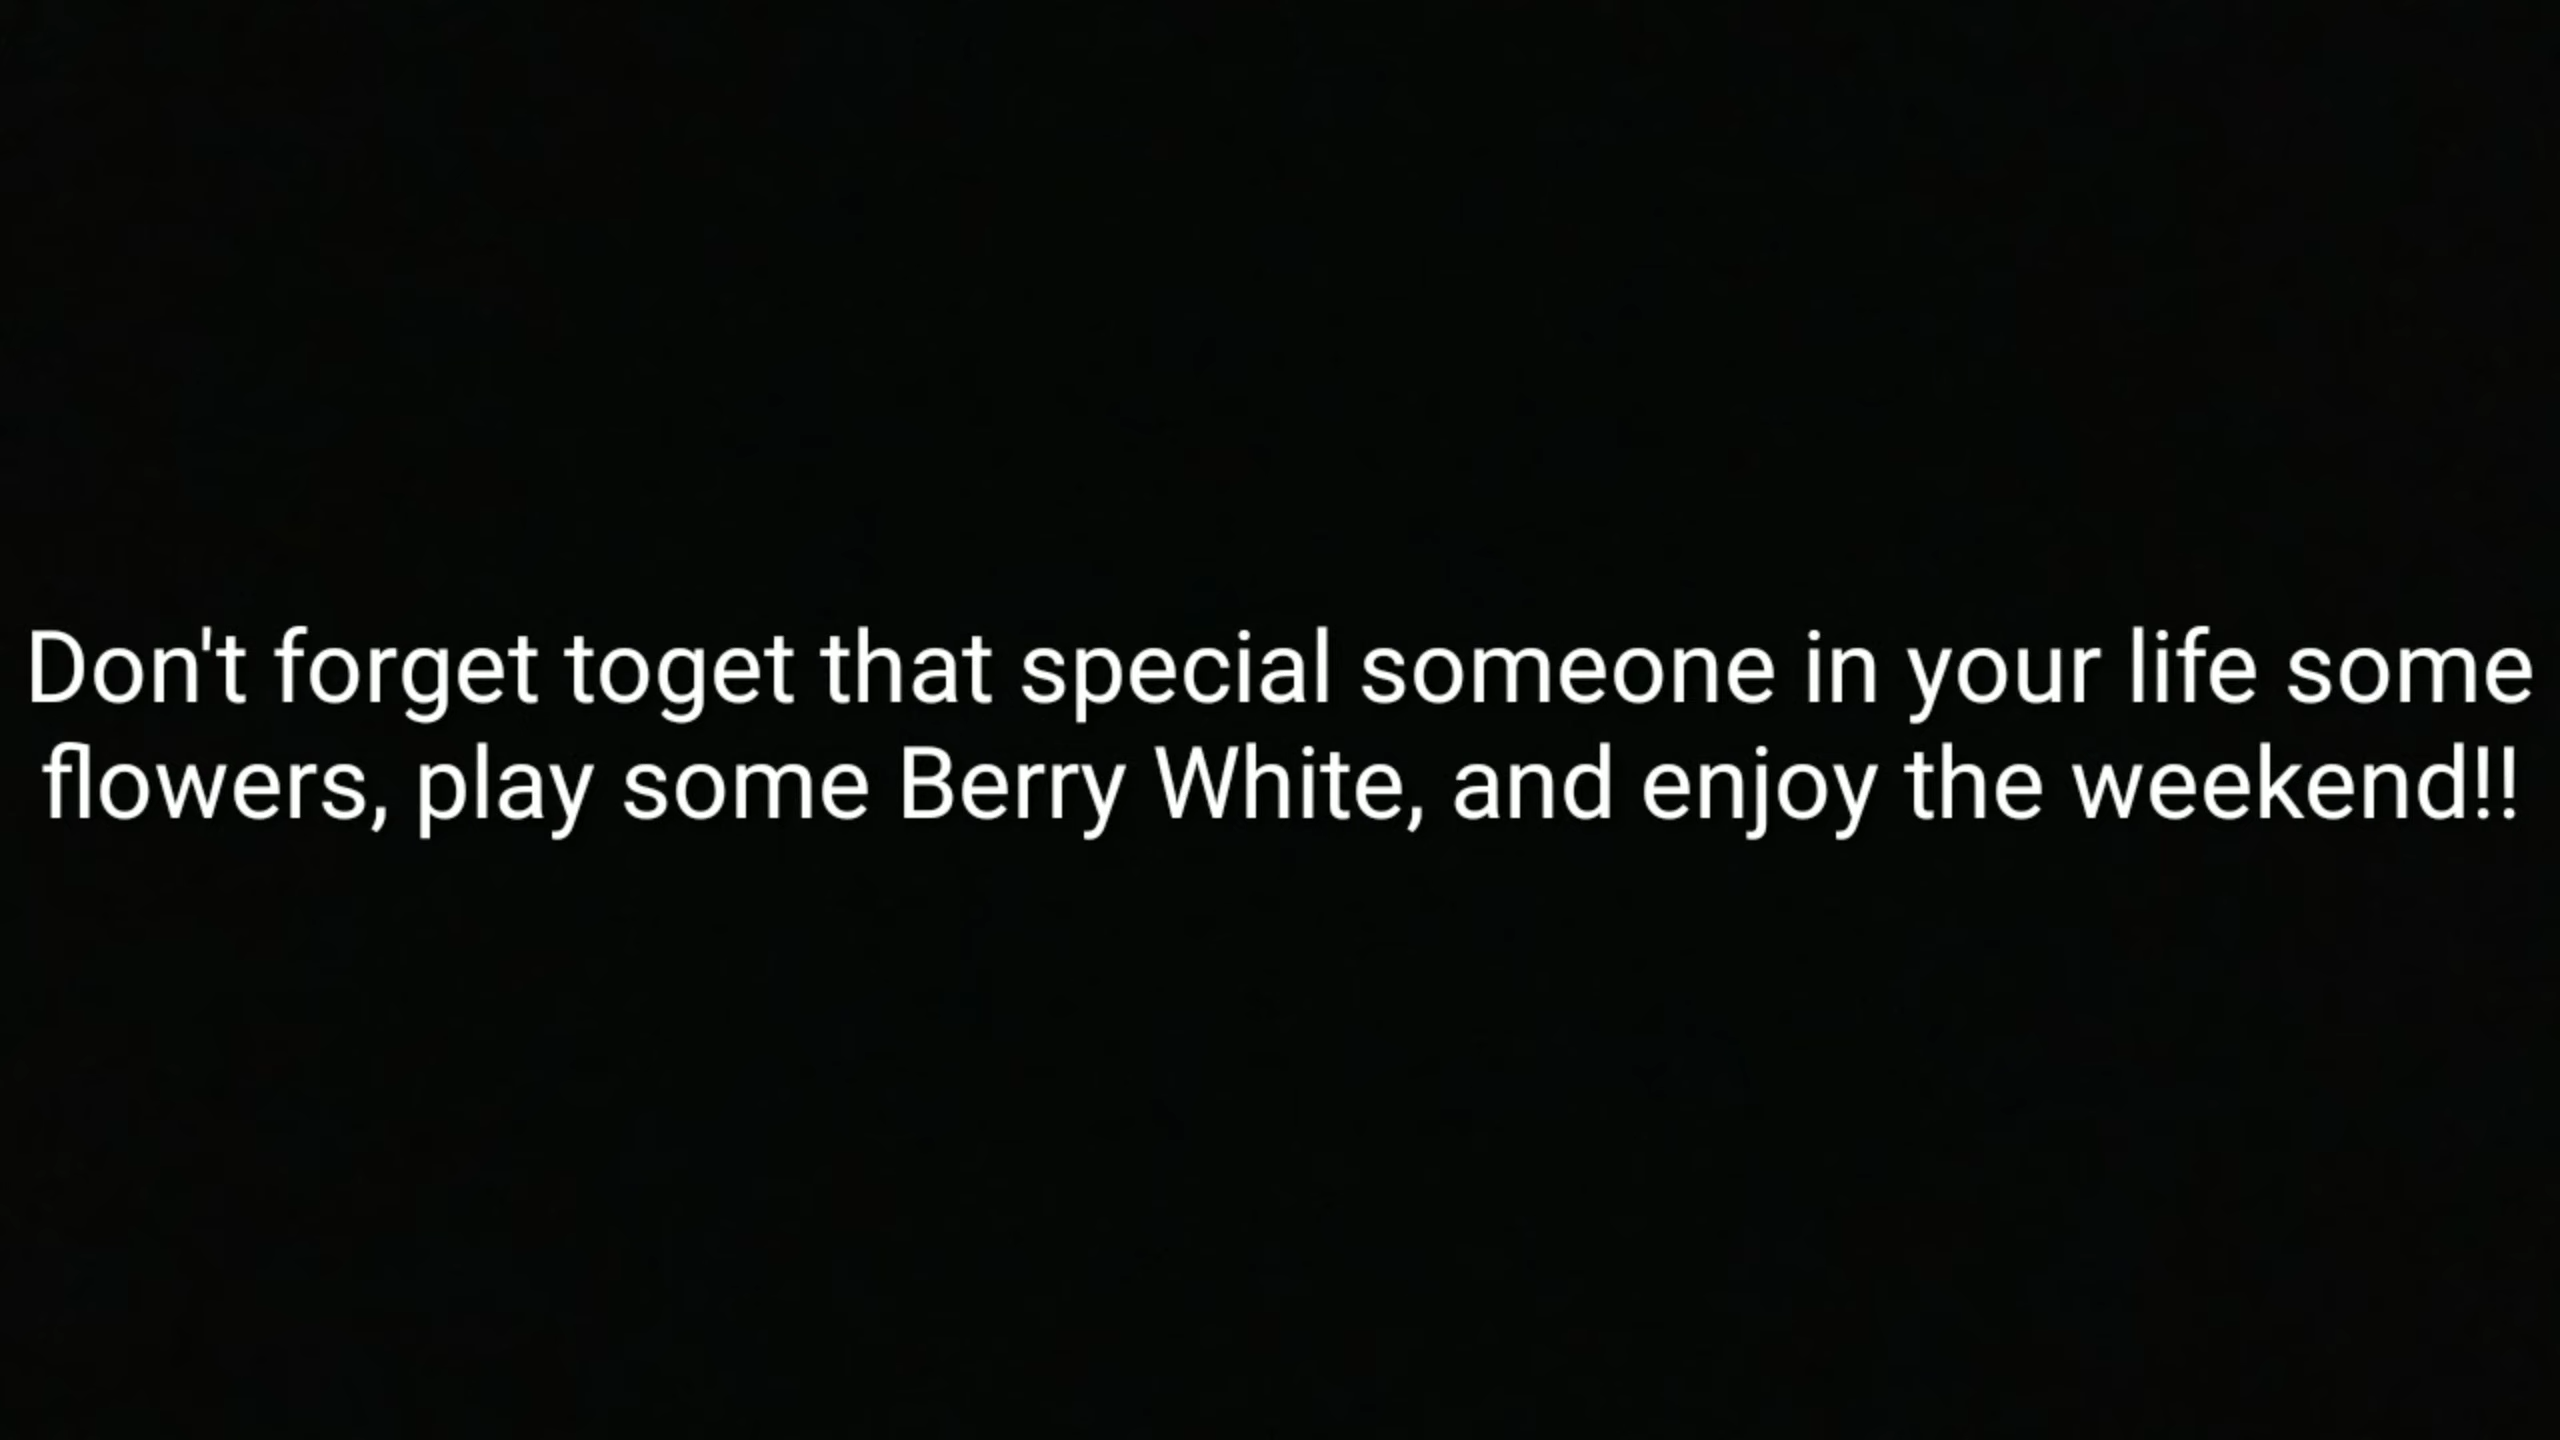 Don't forget toget that special someone in your life some
flowers, play some Berry White, and enjoy the weekend!!